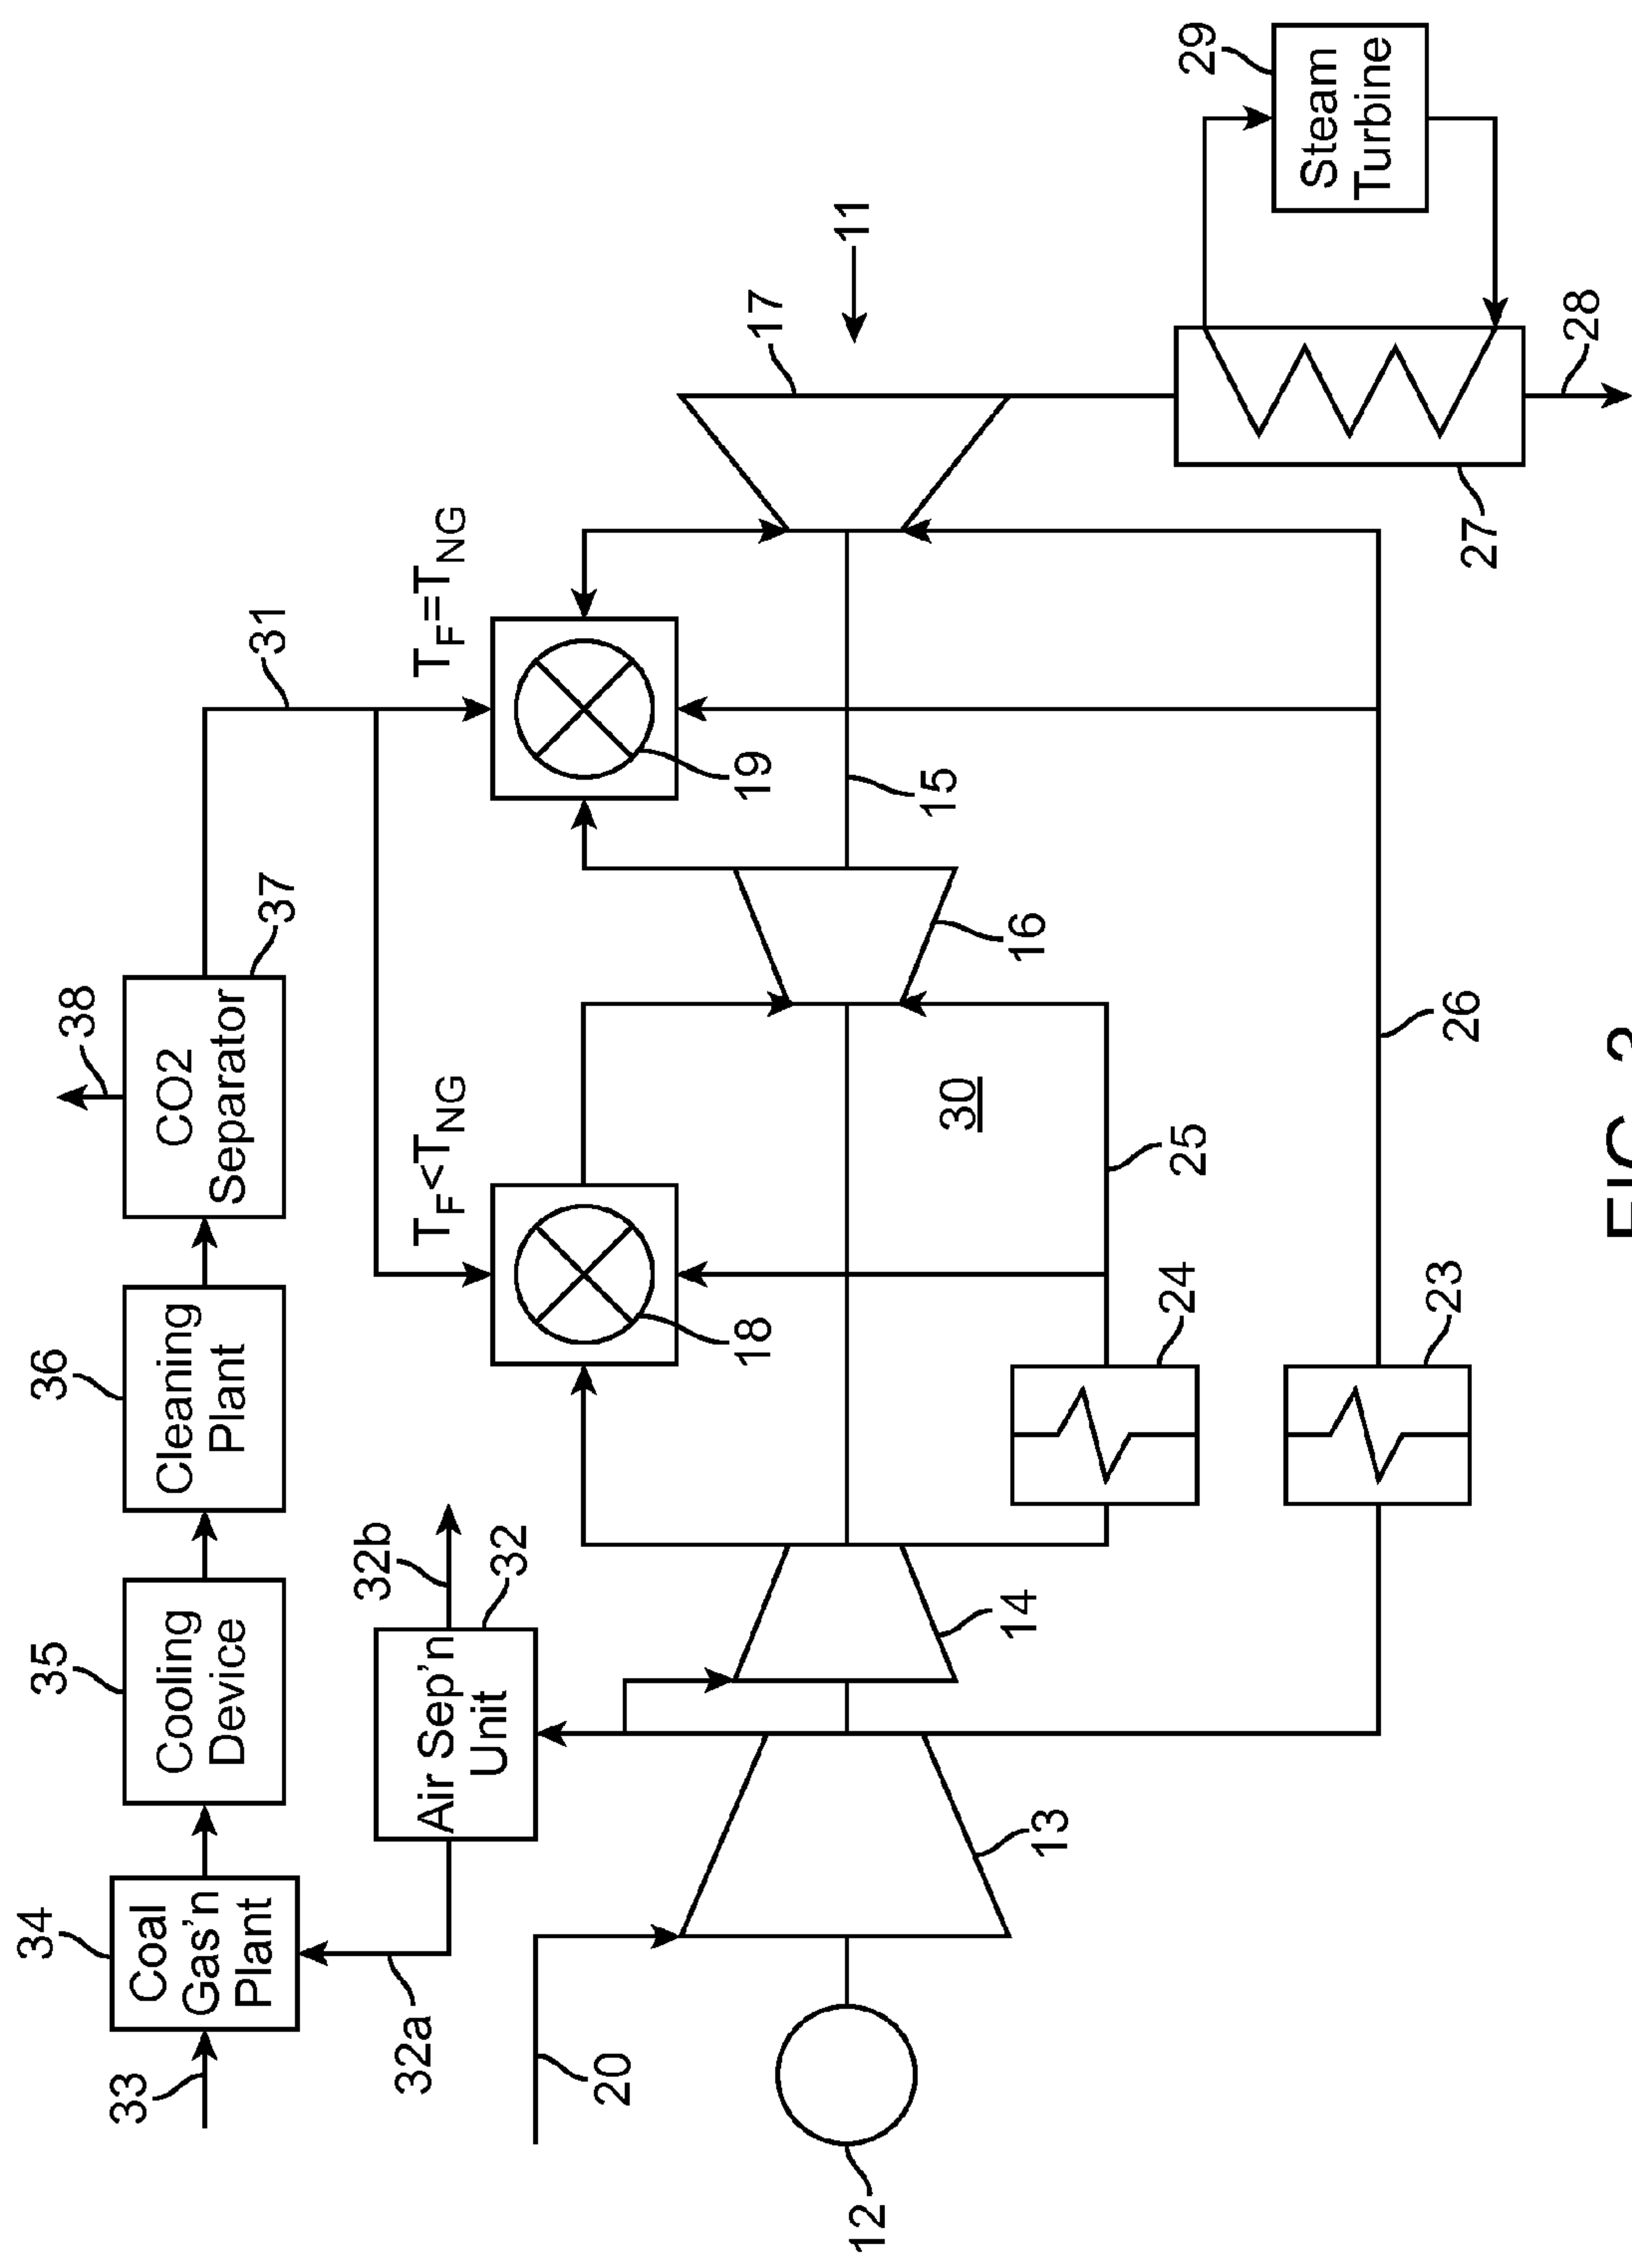 34
35
36
38
33
Coal
Gas'n
Plant
Cooling
Device
Cleaning
Plant
CO2
Separator
37
31
32b
32a
Air Sep'n
Unit
32
TF<TNG
TF=TNG
20
18
19
17
11
12
15
30
14
16
13
24
25
29
Steam
Turbine
23
26
27
28
FIG